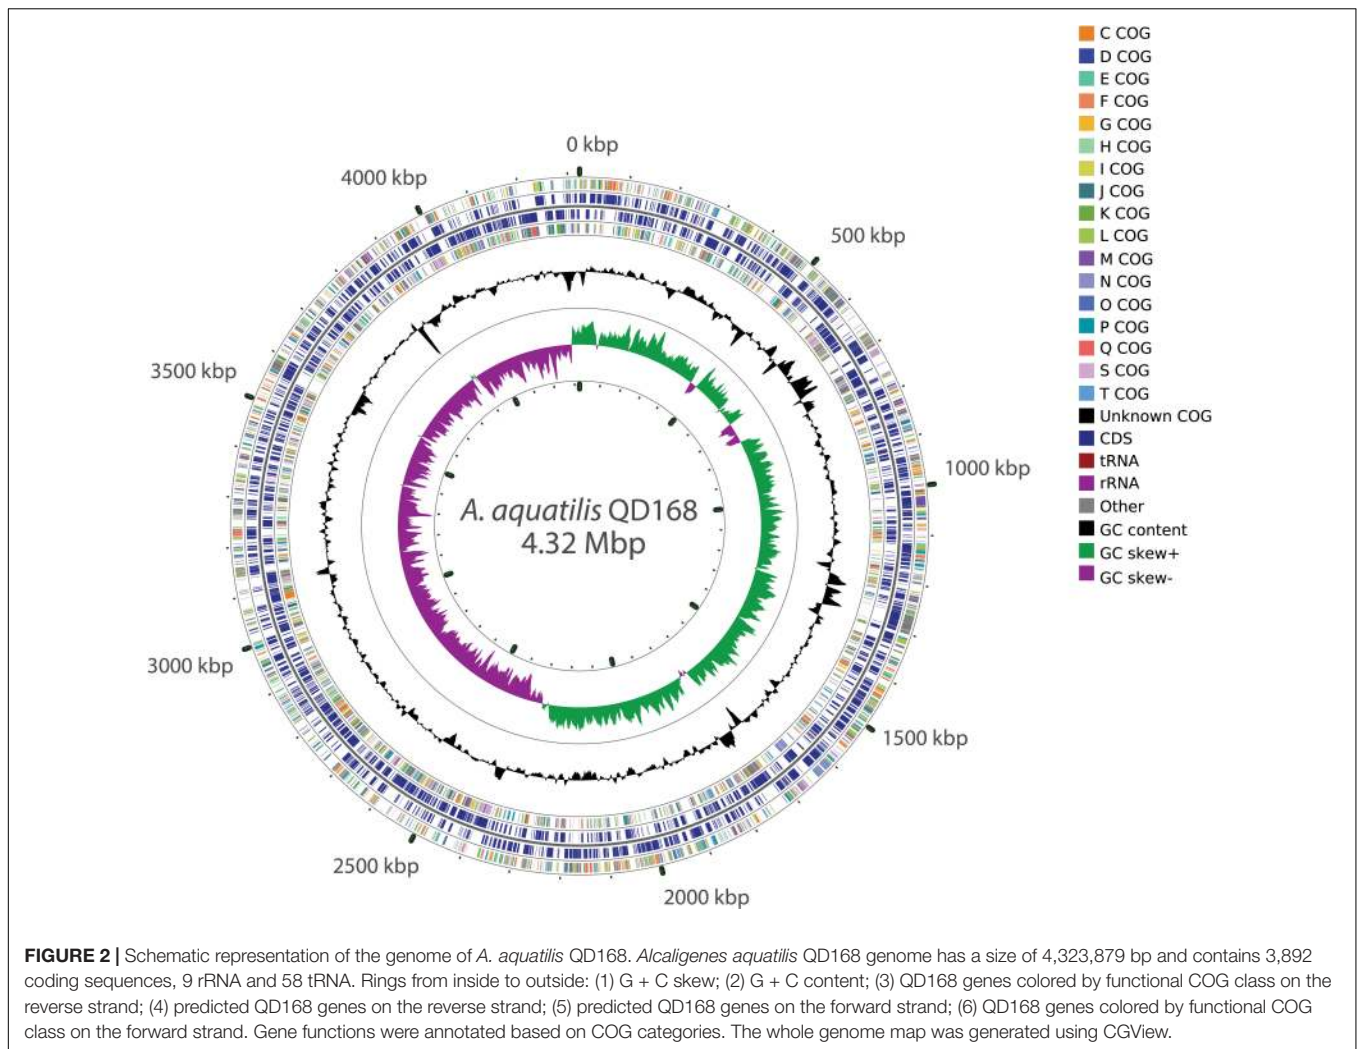 0 kbp
4000 kbp
500 kbp
3500 kbp
1000 kbp
A. aquatilis QD168
4.32 Mbp
3000 kbp
1500 kbp
2500 kbp
2000 kbp
C COG
D COG
E COG
F COG
G COG
H COG
I COG
J COG
K COG
L COG
M COG
N COG
O COG
P COG
Q COG
S COG
T COG
Unknown COG
CDS
tRNA
rRNA
Other
GC content
GC skew+
GC skew-
FIGURE 2 | Schematic representation of the genome of A. aquatilis QD168. Alcaligenes aquatilis QD168 genome has a size of 4,323,879 bp and contains 3,892
coding sequences, 9 rRNA and 58 tRNA. Rings from inside to outside: (1) G + C skew; (2) G + C content; (3) QD168 genes colored by functional COG class on the
reverse strand; (4) predicted QD168 genes on the reverse strand; (5) predicted QD168 genes on the forward strand; (6) QD168 genes colored by functional COG
class on the forward strand. Gene functions were annotated based on COG categories. The whole genome map was generated using CGView.